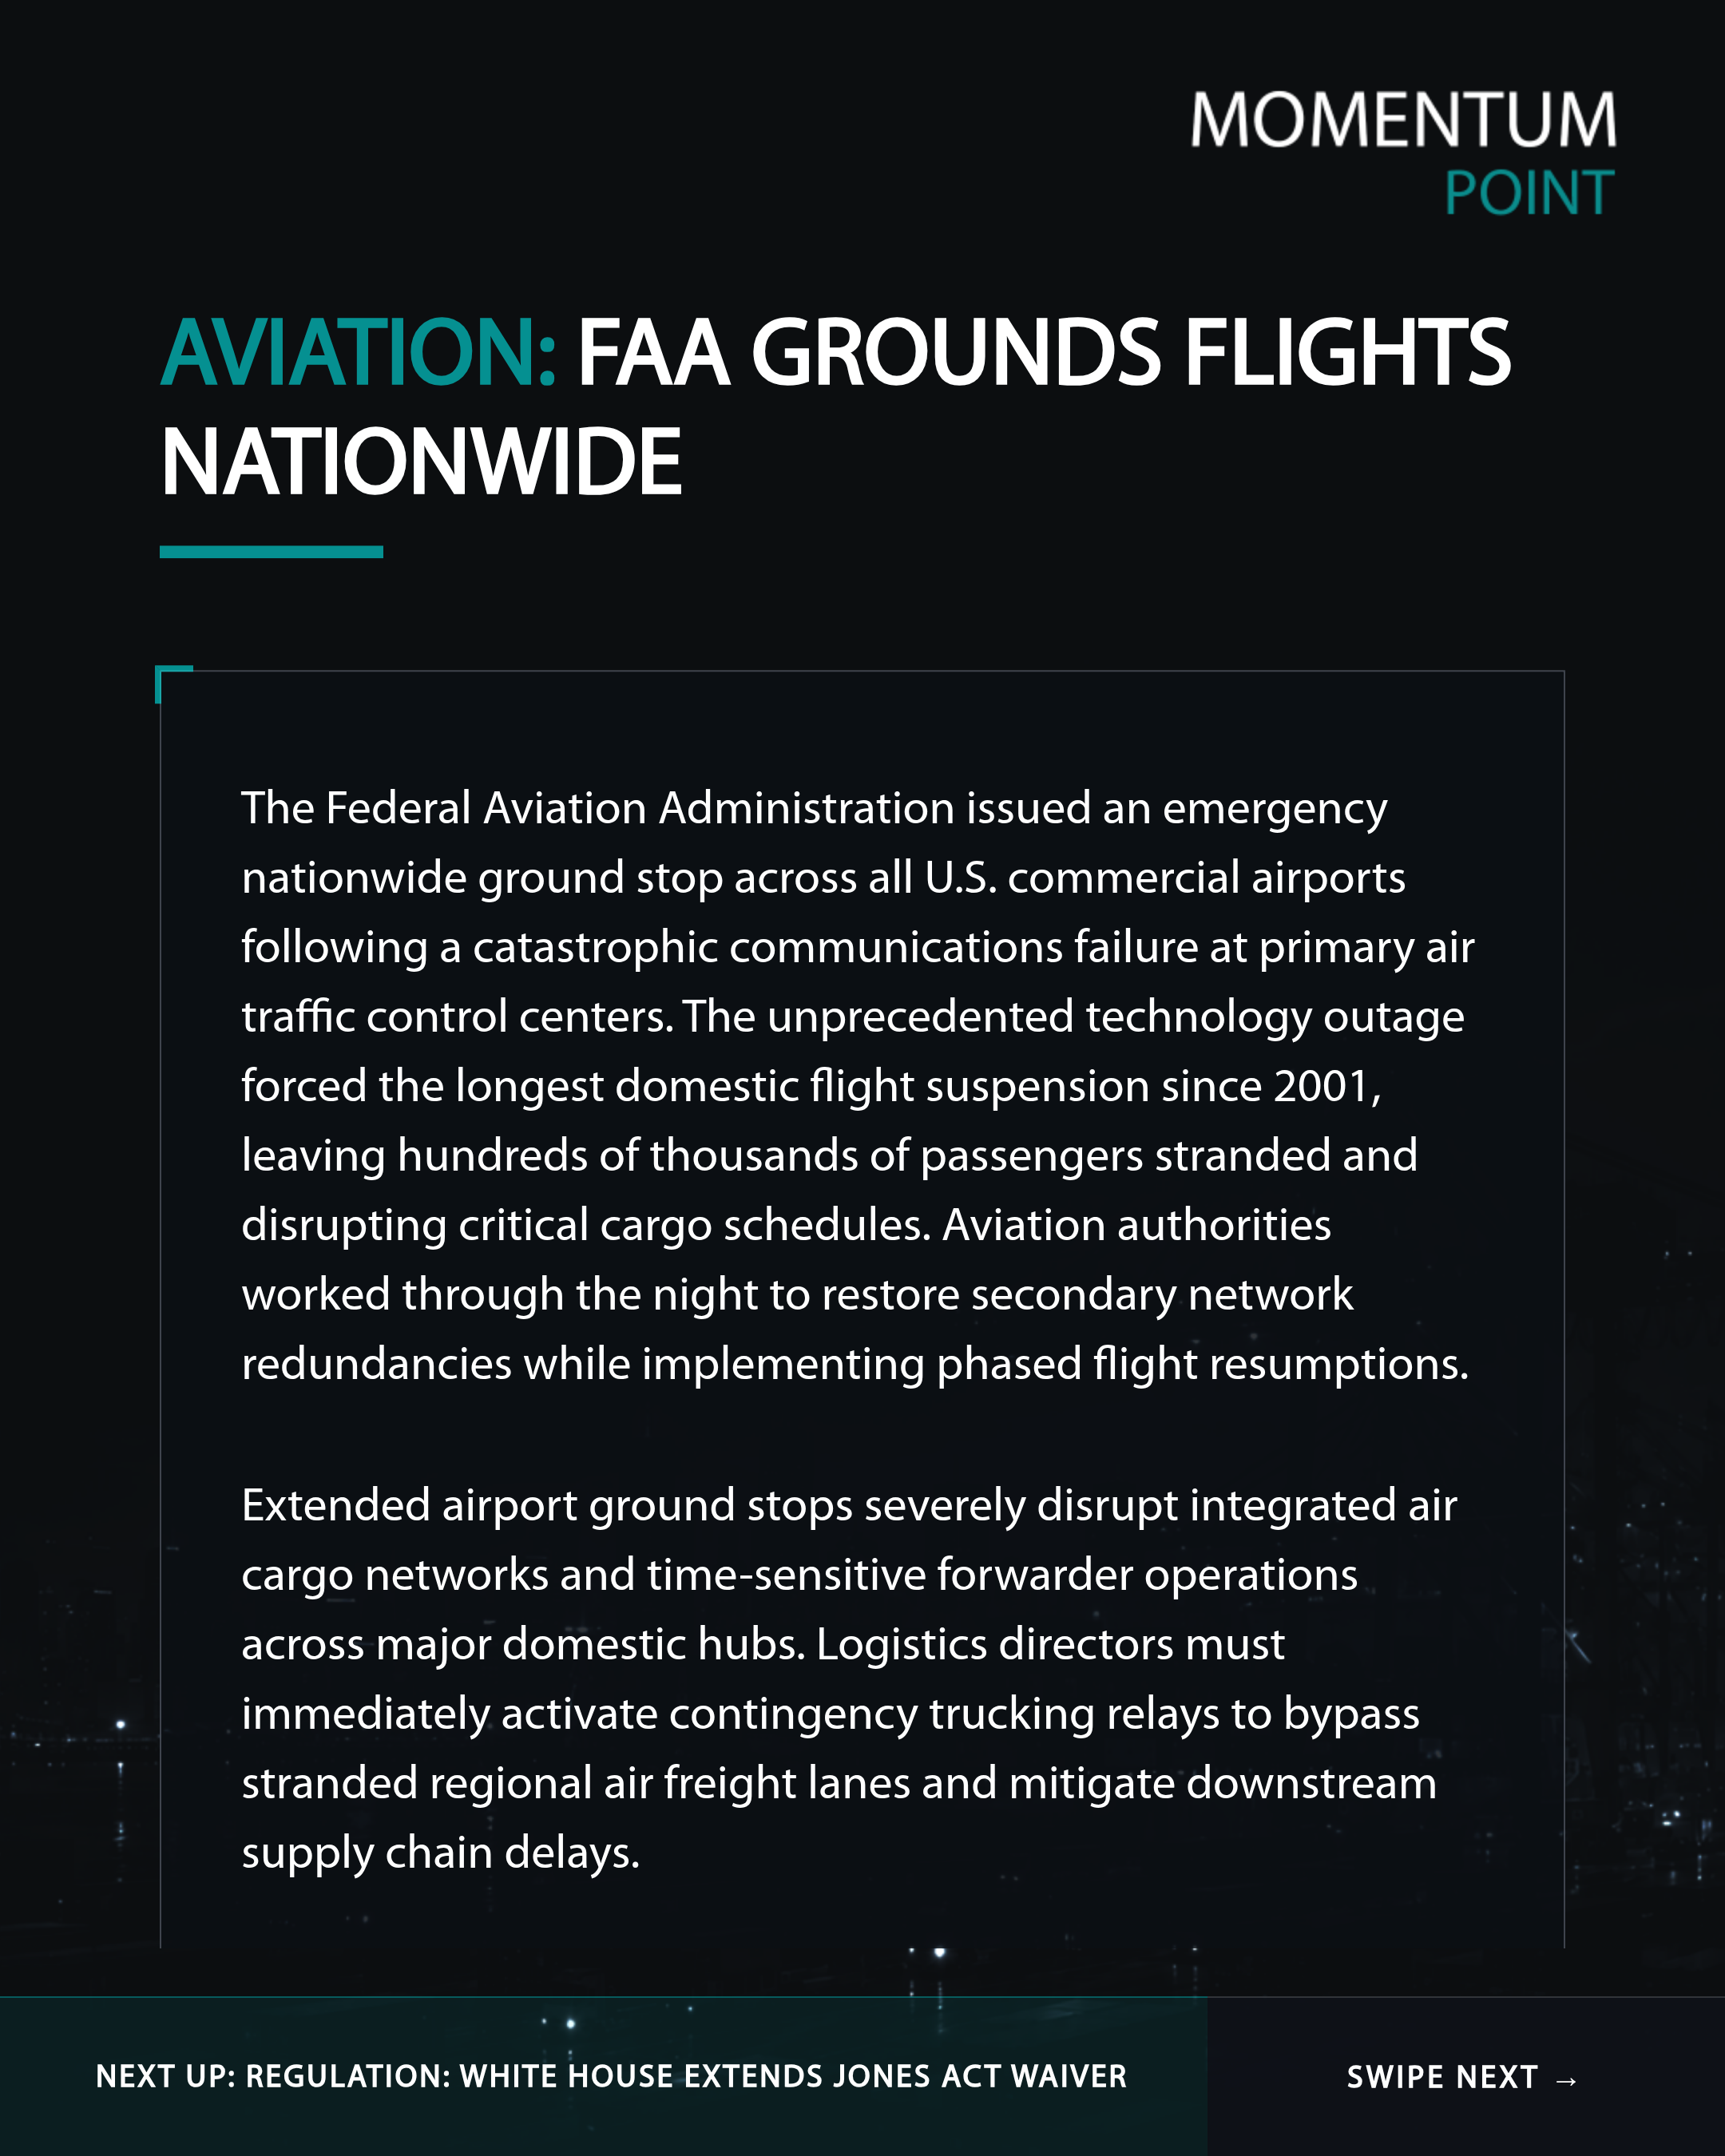 MOMENTUM
POINT
AVIATION: FAA GROUNDS FLIGHTS
NATIONWIDE
The Federal Aviation Administration issued an emergency
nationwide ground stop across all U.S. commercial airports
following a catastrophic communications failure at primary air
traffic control centers. The unprecedented technology outage
forced the longest domestic flight suspension since 2001,
leaving hundreds of thousands of passengers stranded and
disrupting critical cargo schedules. Aviation authorities
worked through the night to restore secondary network
redundancies while implementing phased flight resumptions.
Extended airport ground stops severely disrupt integrated air
cargo networks and time-sensitive forwarder operations
across major domestic hubs. Logistics directors must
immediately activate contingency trucking relays to bypass
stranded regional air freight lanes and mitigate downstream
supply chain delays.
NEXT UP: REGULATION: WHITE HOUSE EXTENDS JONES ACT WAIVER
SWIPE NEXT →